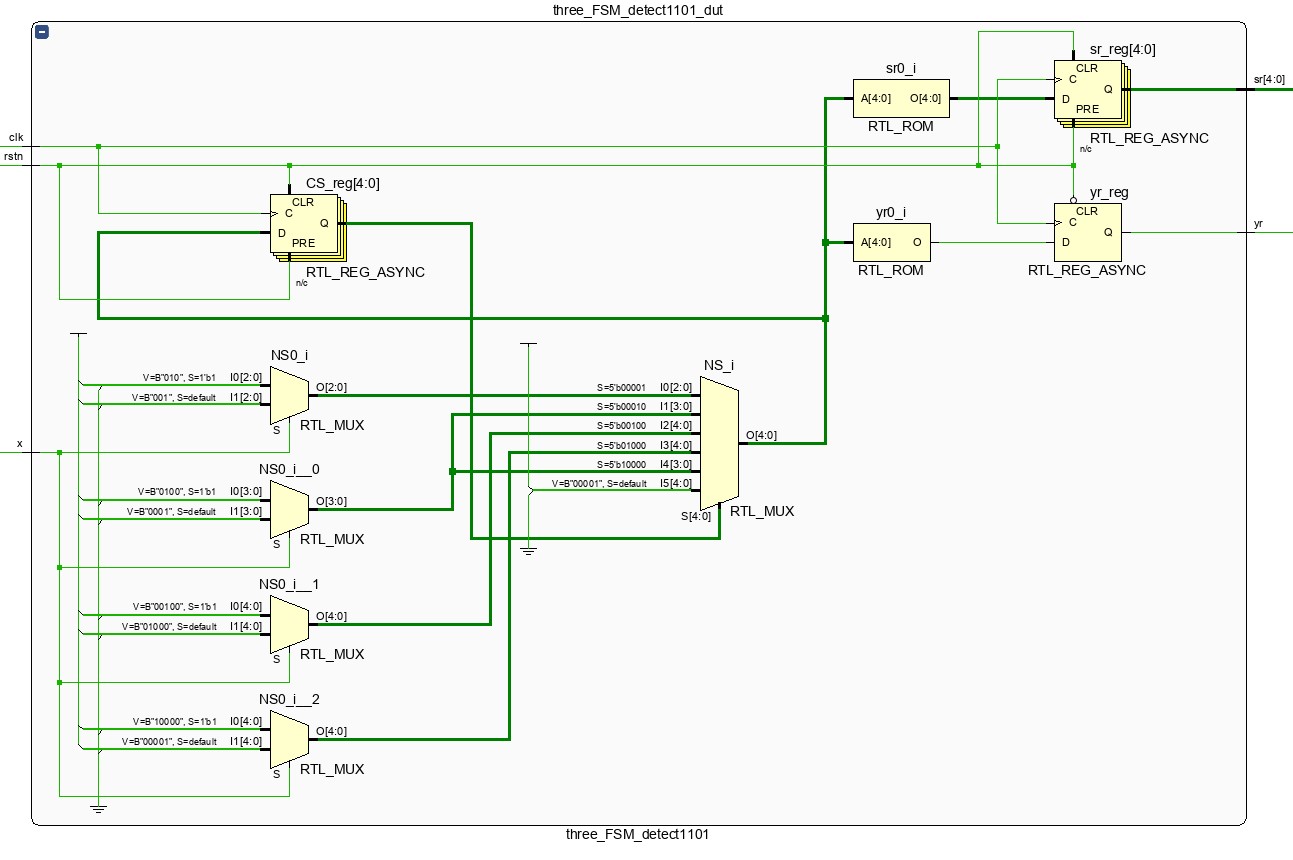 three_FSM_detect1101_dut
clk
rstn
x
CS_reg[4:0]
CLR
C
Q
D
PRE
RTL_REG_ASYNC
n/c
sr0_i
A[4:0] O[4:0]
RTL_ROM
sr_reg[4:0]
CLR
C
Q
D
PRE
RTL_REG_ASYNC
n/c
sr[4:0]
yr0_i
A[4:0] O
RTL_ROM
yr_reg
CLR
C
Q
D
RTL_REG_ASYNC
yr
NS0_i
V=B"010", S=1'b1 I0[2:0]
V=B"001", S=default I1[2:0]
O[2:0]
S
RTL_MUX
NS0_i__0
V=B"0100", S=1'b1 I0[3:0]
V=B"0001", S=default I1[3:0]
O[3:0]
S
RTL_MUX
NS0_i__1
V=B"00100", S=1'b1 I0[4:0]
V=B"01000", S=default I1[4:0]
O[4:0]
S
RTL_MUX
NS0_i__2
V=B"10000", S=1'b1 I0[4:0]
V=B"00001", S=default I1[4:0]
O[4:0]
S
RTL_MUX
NS_i
S=5'b00001 I0[2:0]
S=5'b00010 I1[3:0]
S=5'b00100 I2[4:0]
S=5'b01000 I3[4:0]
S=5'b10000 I4[3:0]
V=B"00001", S=default I5[4:0]
O[4:0]
S[4:0]
RTL_MUX
three_FSM_detect1101